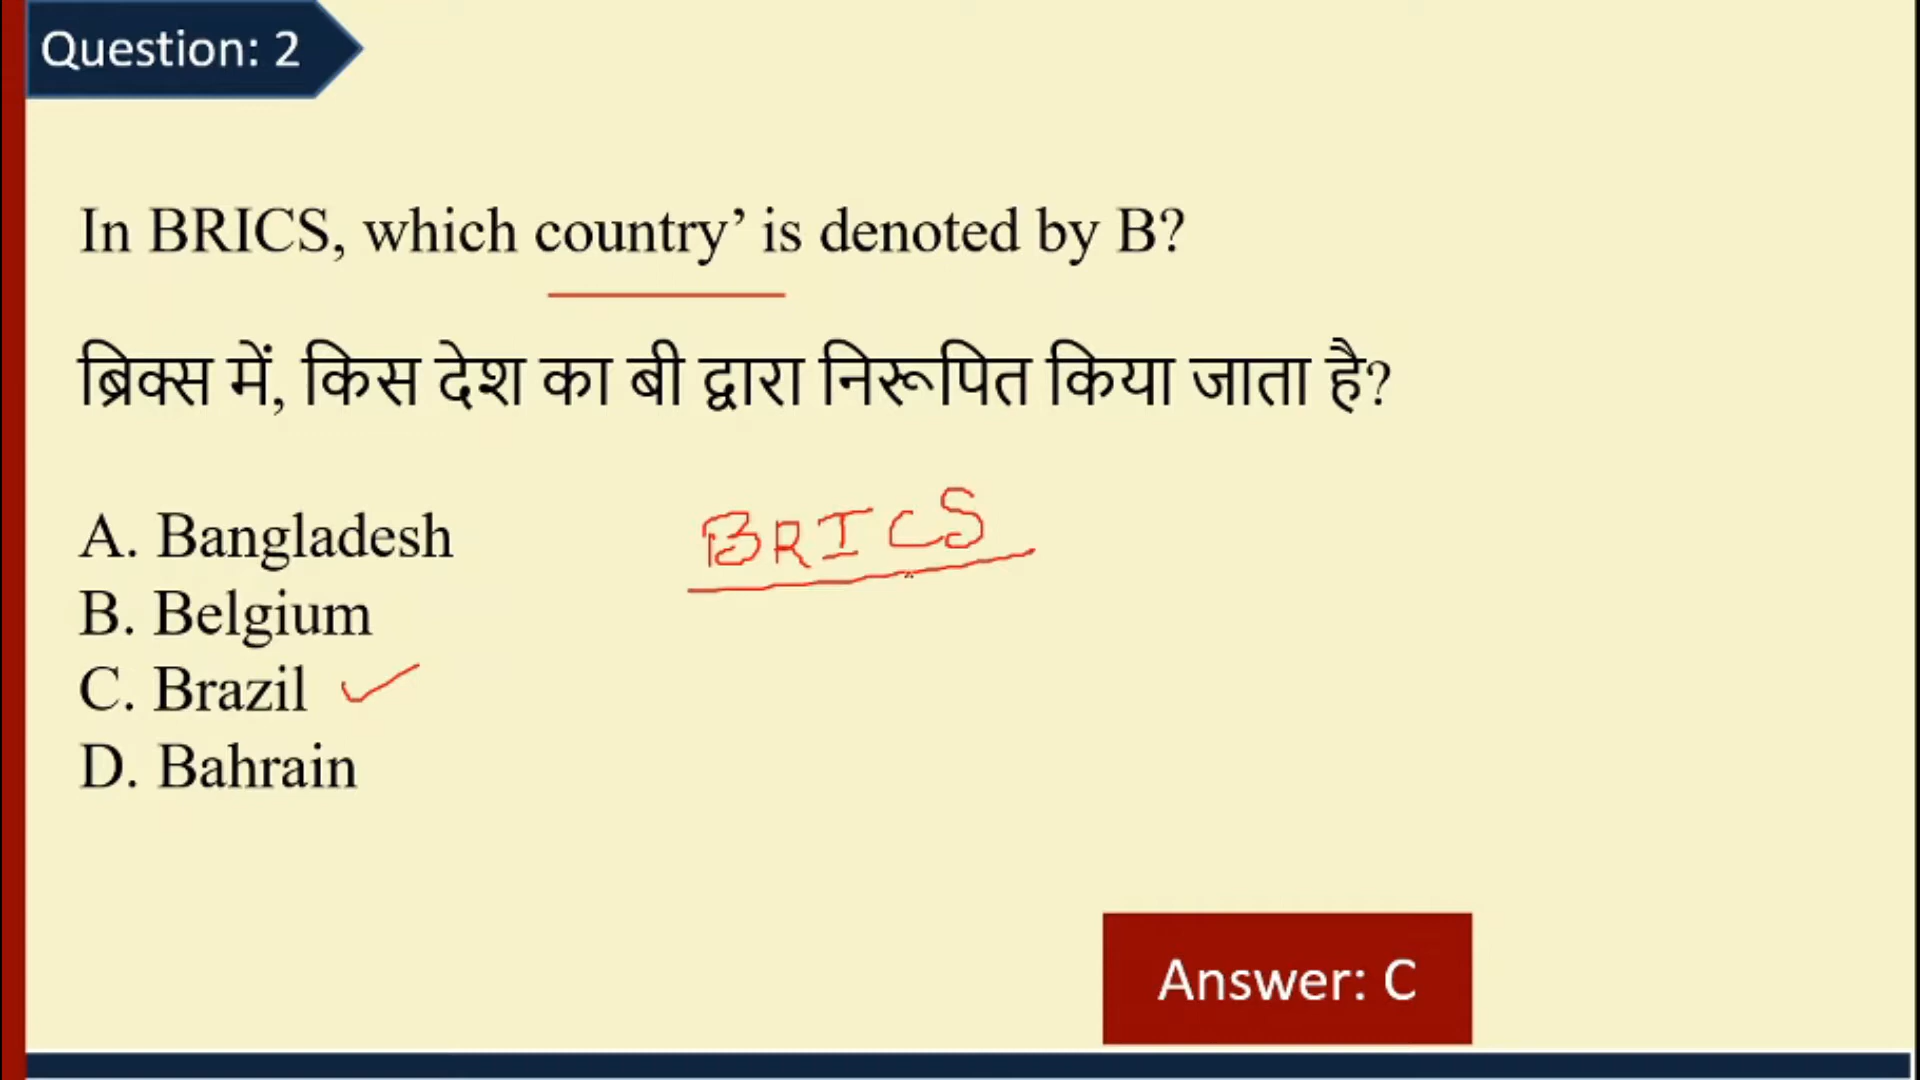 Question: 2
In BRICS, which country’ is denoted by B?
ब्रिक्स में, किस देश का बी द्वारा निरूपित किया जाता है?
A. Bangladesh
BRICS
B. Belgium
C. Brazil
D. Bahrain
Answer: C